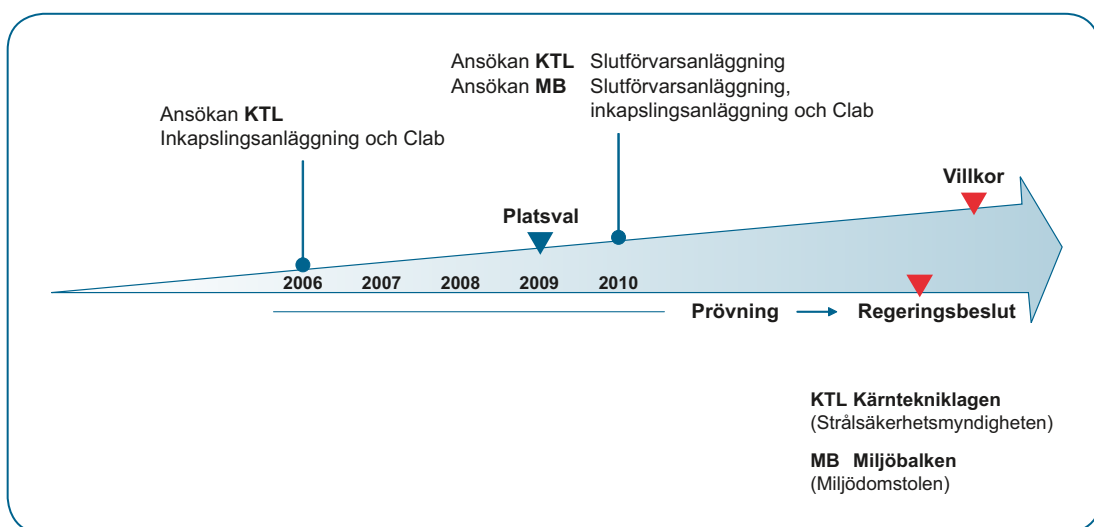 Ansökan KTL Slutförvarsanläggning
Ansökan MB Slutförvarsanläggning,
inkapslingsanläggning och Clab
Ansökan KTL
Inkapslingsanläggning och Clab
Villkor
Platsval
2006 2007 2008 2009 2010
Prövning Regeringsbeslut
KTL Kärntekniklagen
(Strålsäkerhetsmyndigheten)
MB Miljöbalken
(Miljödomstolen)